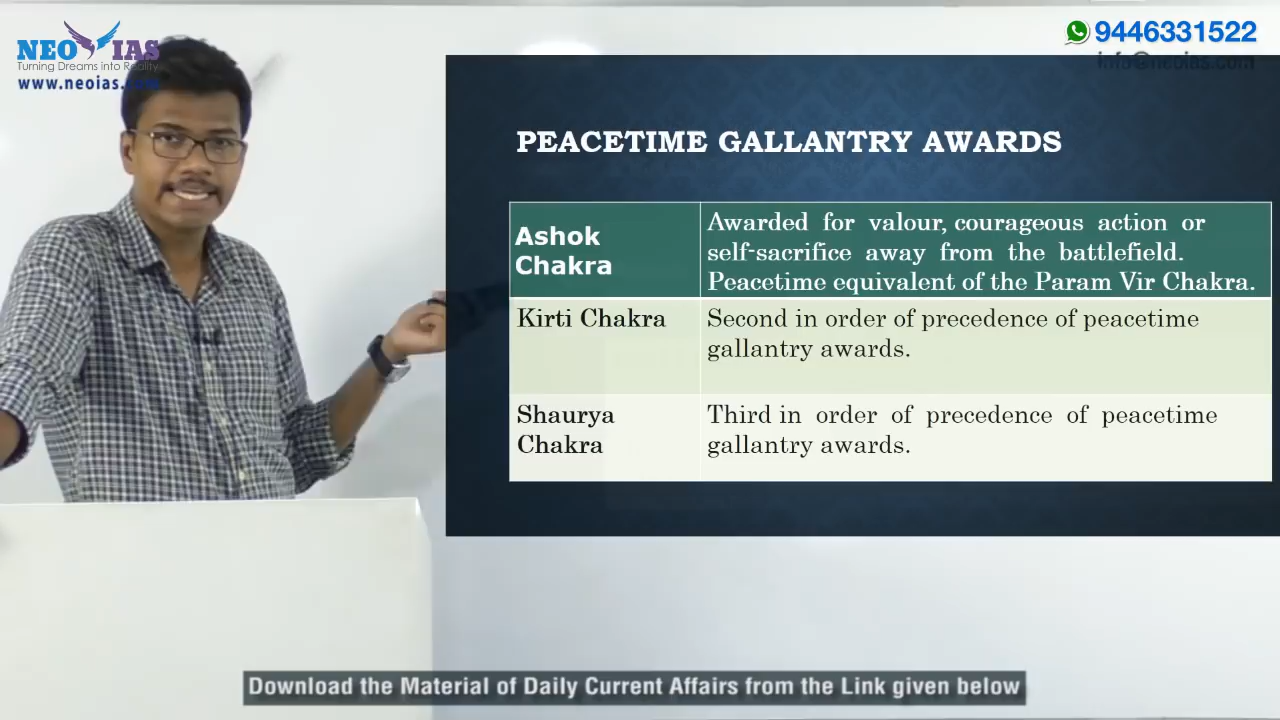 NEO IAS
Turning Dreams into Reality
www.neoias.com
9446331522
info@neoias.com
PEACETIME GALLANTRY AWARDS
Ashok
Chakra
Awarded for valour, courageous action or
self-sacrifice away from the battlefield.
Peacetime equivalent of the Param Vir Chakra.
Kirti Chakra
Second in order of precedence of peacetime
gallantry awards.
Shaurya
Chakra
Third in order of precedence of peacetime
gallantry awards.
Download the Material of Daily Current Affairs from the Link given below